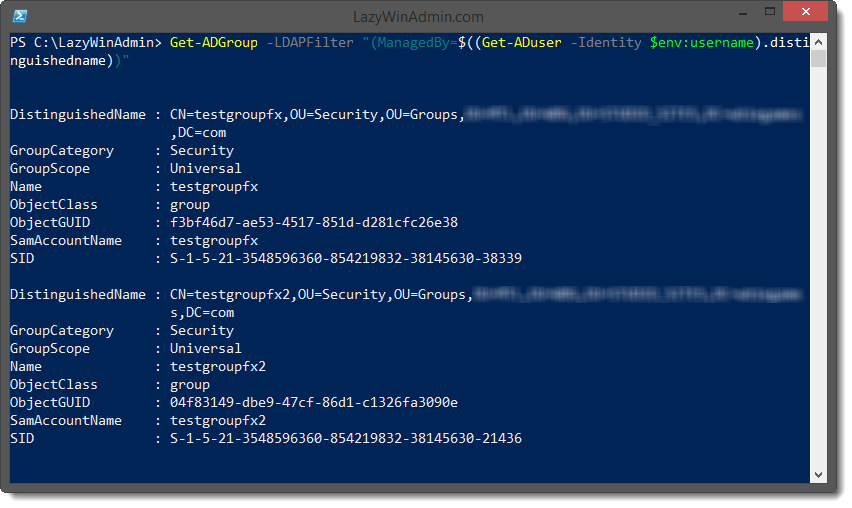 LazyWinAdmin.com
PS C:\LazyWinAdmin> Get-ADGroup -LDAPFilter "(ManagedBy=$((Get-ADuser -Identity $env:username).disti
nguishedname))"
DistinguishedName : CN=testgroupfx,OU=Security,OU=Groups,
,DC=com
GroupCategory : Security
GroupScope : Universal
Name : testgroupfx
ObjectClass : group
ObjectGUID : f3bf46d7-ae53-4517-851d-d281cfc26e38
SamAccountName : testgroupfx
SID : S-1-5-21-3548596360-854219832-38145630-38339
DistinguishedName : CN=testgroupfx2,OU=Security,OU=Groups,
s,DC=com
GroupCategory : Security
GroupScope : Universal
Name : testgroupfx2
ObjectClass : group
ObjectGUID : 04f83149-dbe9-47cf-86d1-c1326fa3090e
SamAccountName : testgroupfx2
SID : S-1-5-21-3548596360-854219832-38145630-21436